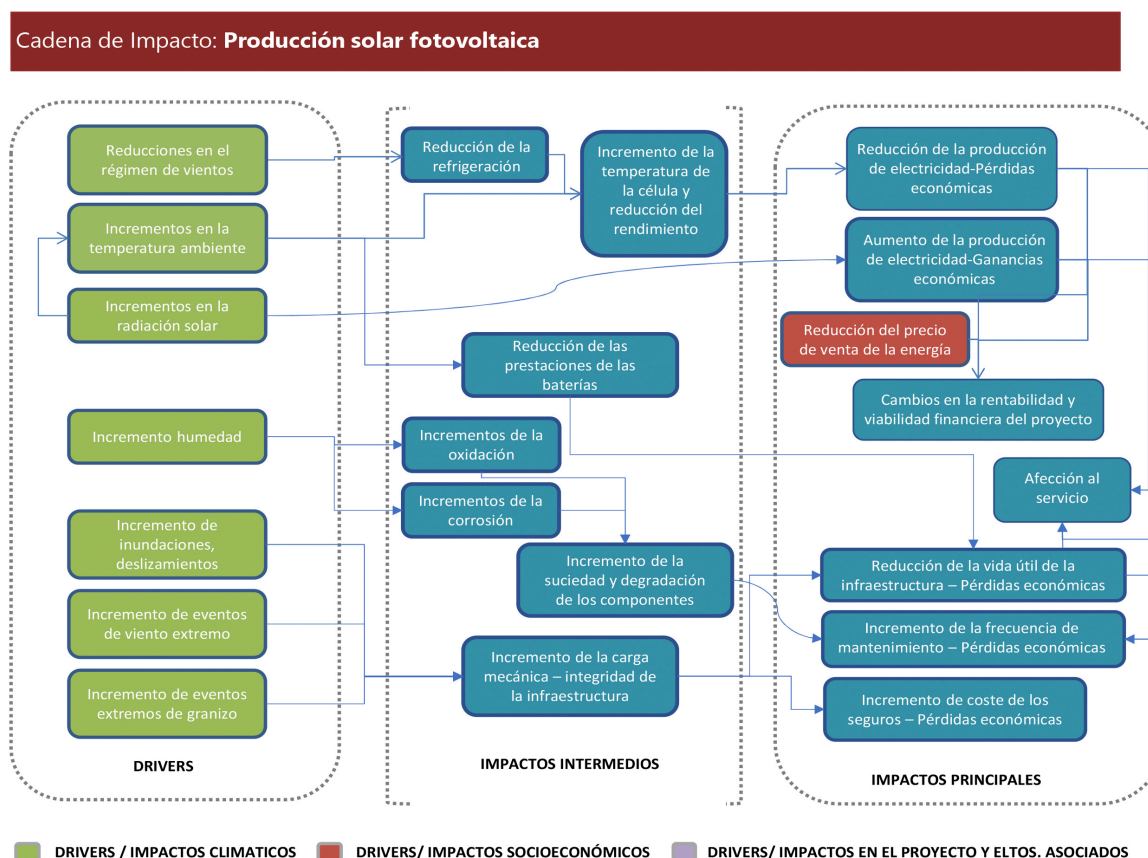 Cadena de Impacto: Producción solar fotovoltaica
Reducciones en el
régimen de vientos
Incrementos en la
temperatura ambiente
Incrementos en la
radiación solar
Incremento humedad
Incremento de
inundaciones,
deslizamientos
Incremento de eventos
de viento extremo
Incremento de eventos
extremos de granizo
DRIVERS
Reducción de la
refrigeración
Incremento de la
temperatura de
la célula y
reducción del
rendimiento
Reducción de las
prestaciones de las
baterías
Incrementos de la
oxidación
Incrementos de la
corrosión
Incremento de la
suciedad y degradación
de los componentes
Incremento de la carga
mecánica – integridad de
la infraestructura
IMPACTOS INTERMEDIOS
Reducción de la producción
de electricidad-Pérdidas
económicas
Aumento de la producción
de electricidad-Ganancias
económicas
Reducción del precio
de venta de la energía
Cambios en la rentabilidad y
viabilidad financiera del proyecto
Afección al
servicio
Reducción de la vida útil de la
infraestructura – Pérdidas económicas
Incremento de la frecuencia de
mantenimiento – Pérdidas económicas
Incremento de coste de los
seguros – Pérdidas económicas
IMPACTOS PRINCIPALES
DRIVERS / IMPACTOS CLIMATICOS
DRIVERS/ IMPACTOS SOCIOECONÓMICOS
DRIVERS/ IMPACTOS EN EL PROYECTO Y ELTOS. ASOCIADOS